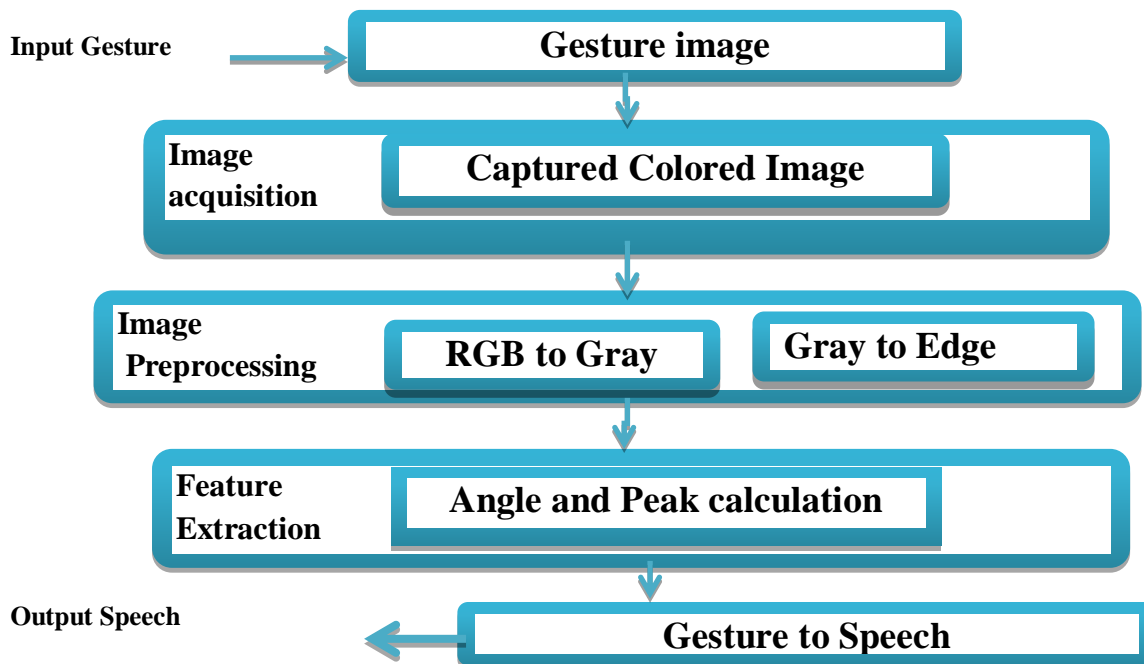 Input Gesture
Gesture image
Image
acquisition
Captured Colored Image
Image
Preprocessing
RGB to Gray
Gray to Edge
Feature
Extraction
Angle and Peak calculation
Output Speech
Gesture to Speech